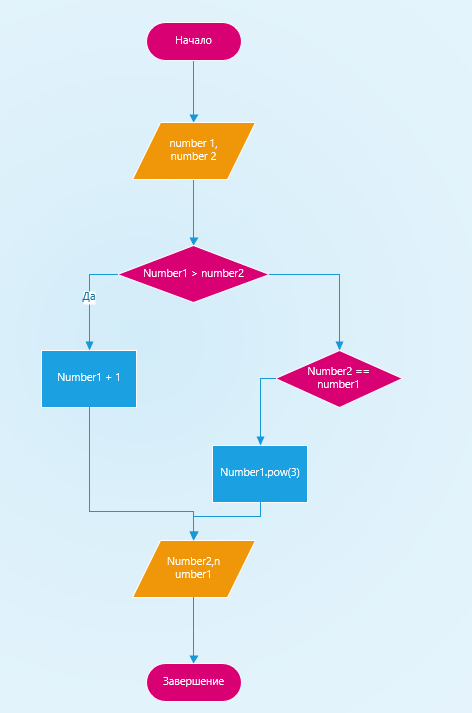 Начало
number 1,
number 2
Number1 > number2
Да
Number1 + 1
Number2 ==
number1
Number1.pow(3)
Number2,n
umber1
Завершение